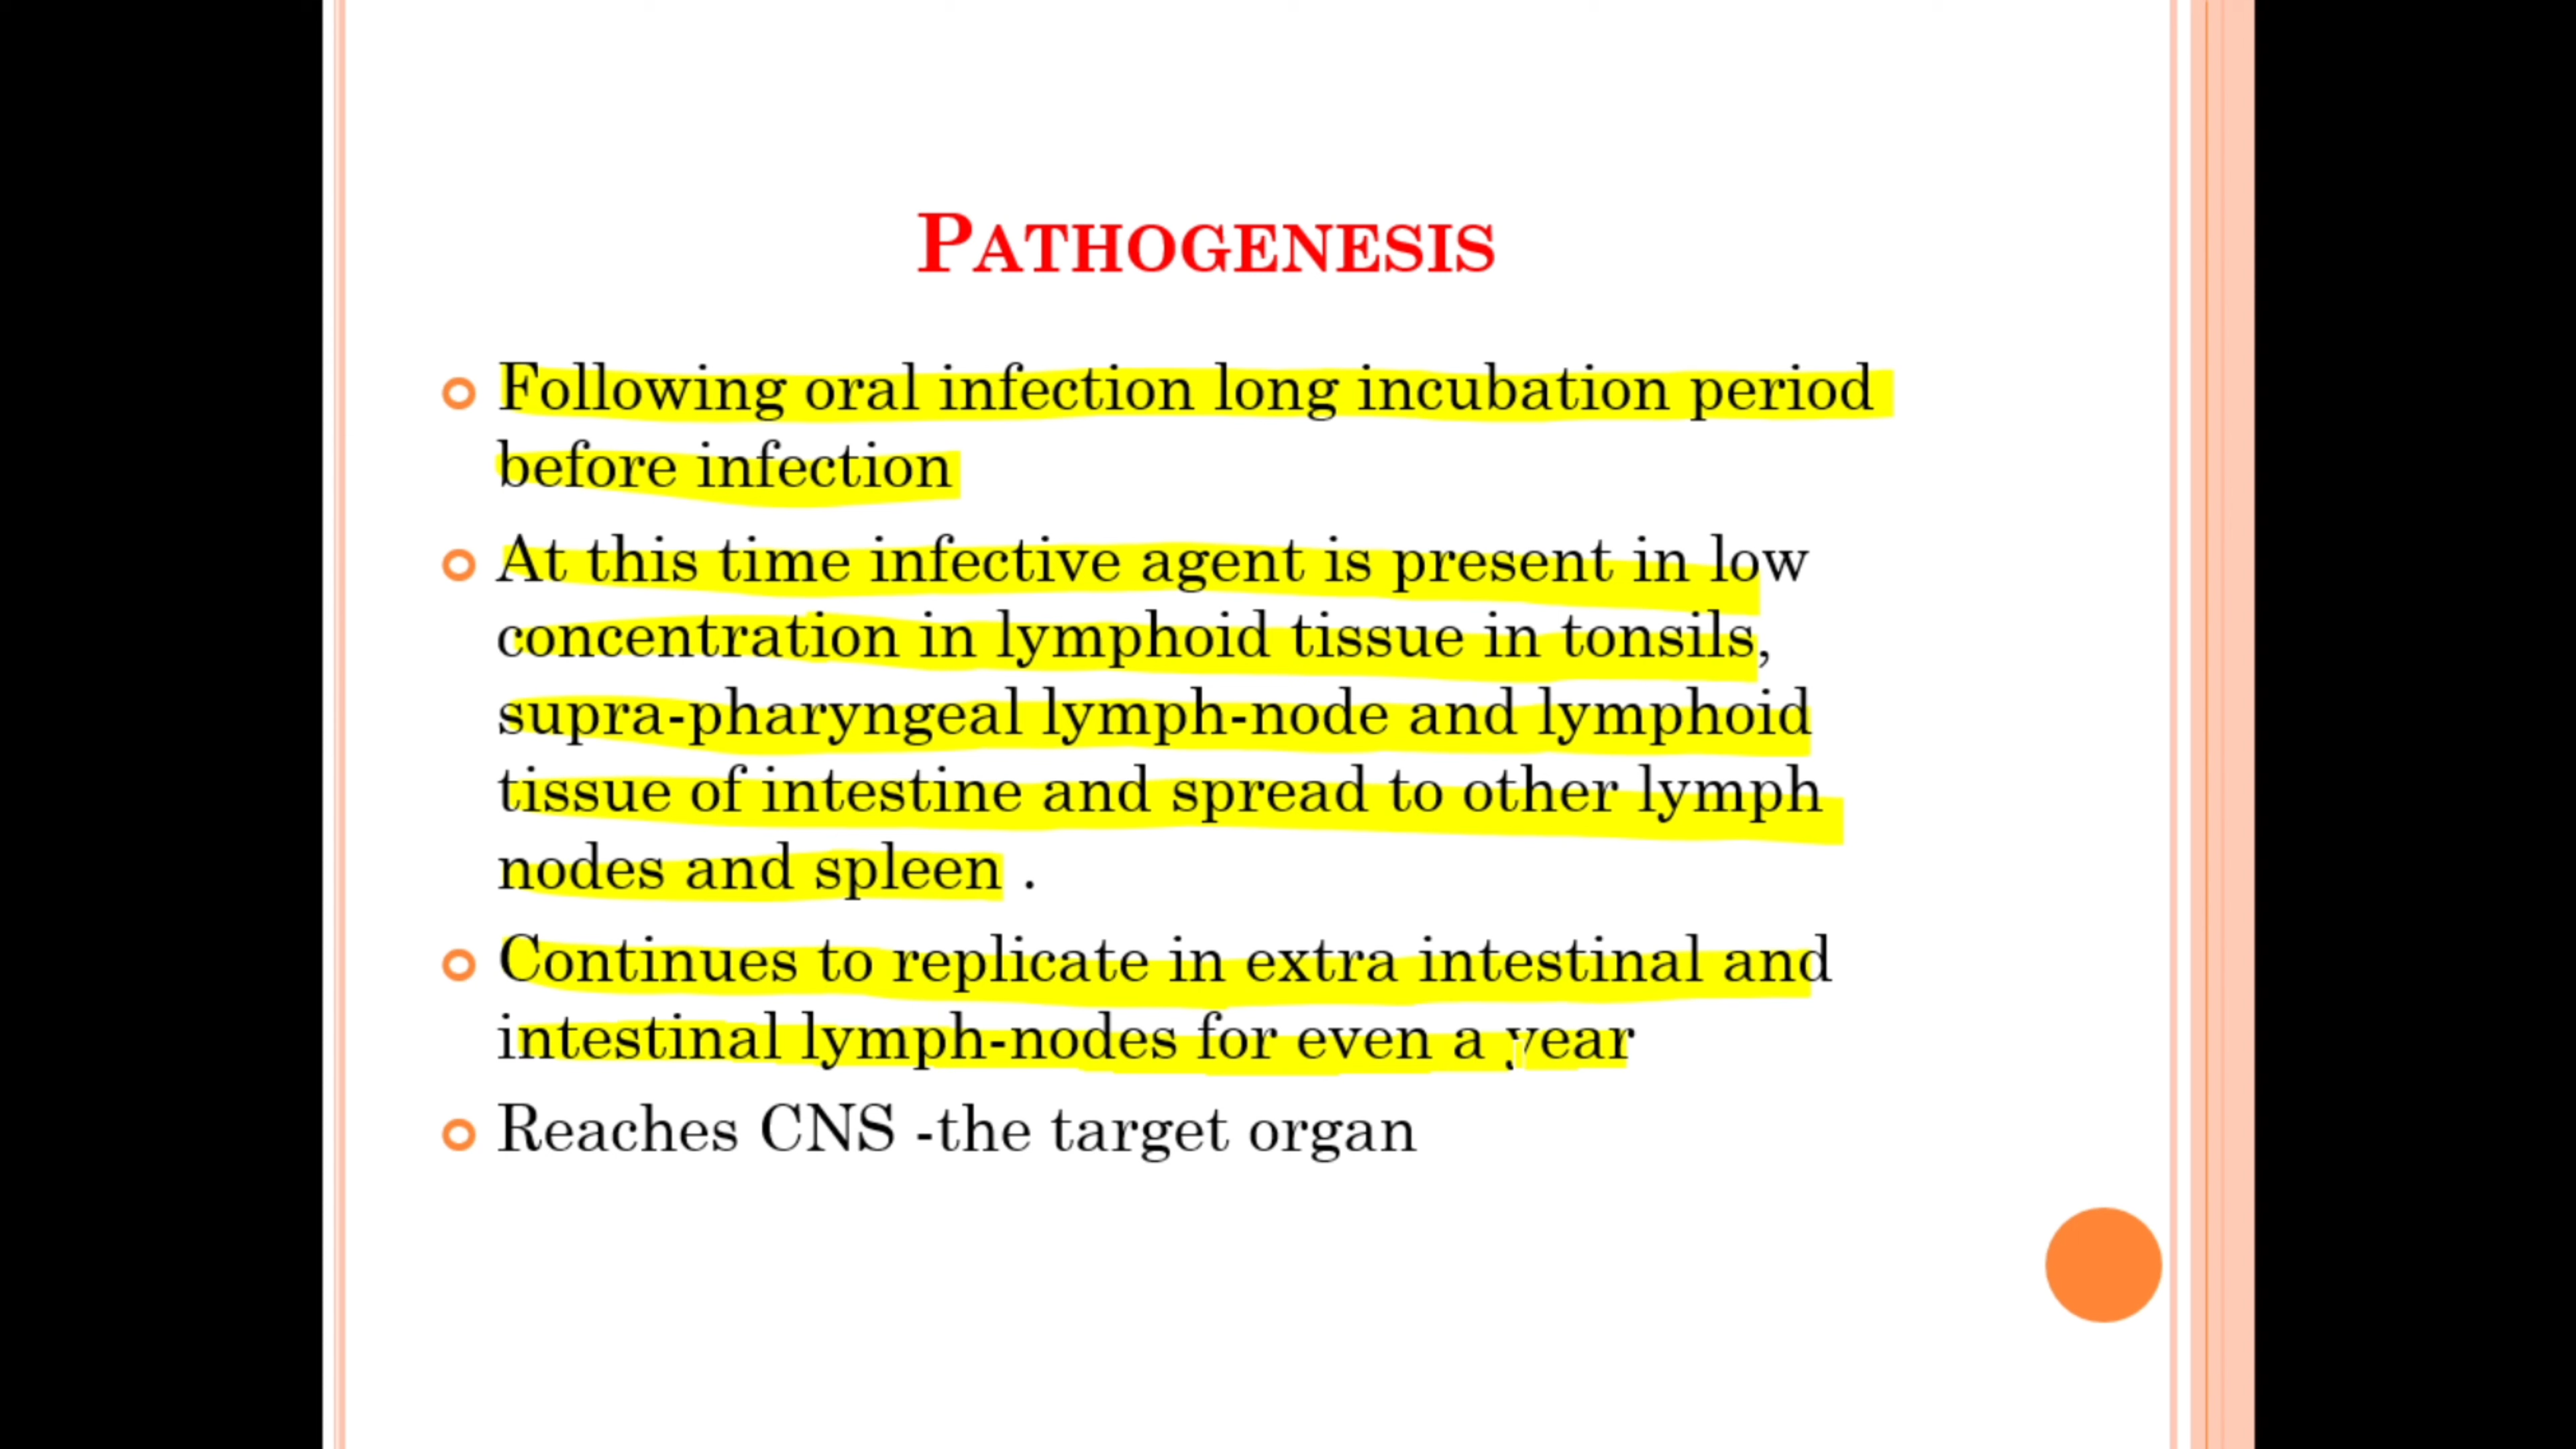 PATHOGENESIS
Following oral infection long incubation period
before infection
At this time infective agent is present in low
concentration in lymphoid tissue in tonsils,
supra-pharyngeal lymph-node and lymphoid
tissue of intestine and spread to other lymph
nodes and spleen .
Continues to replicate in extra intestinal and
intestinal lymph-nodes for even a year
Reaches CNS -the target organ